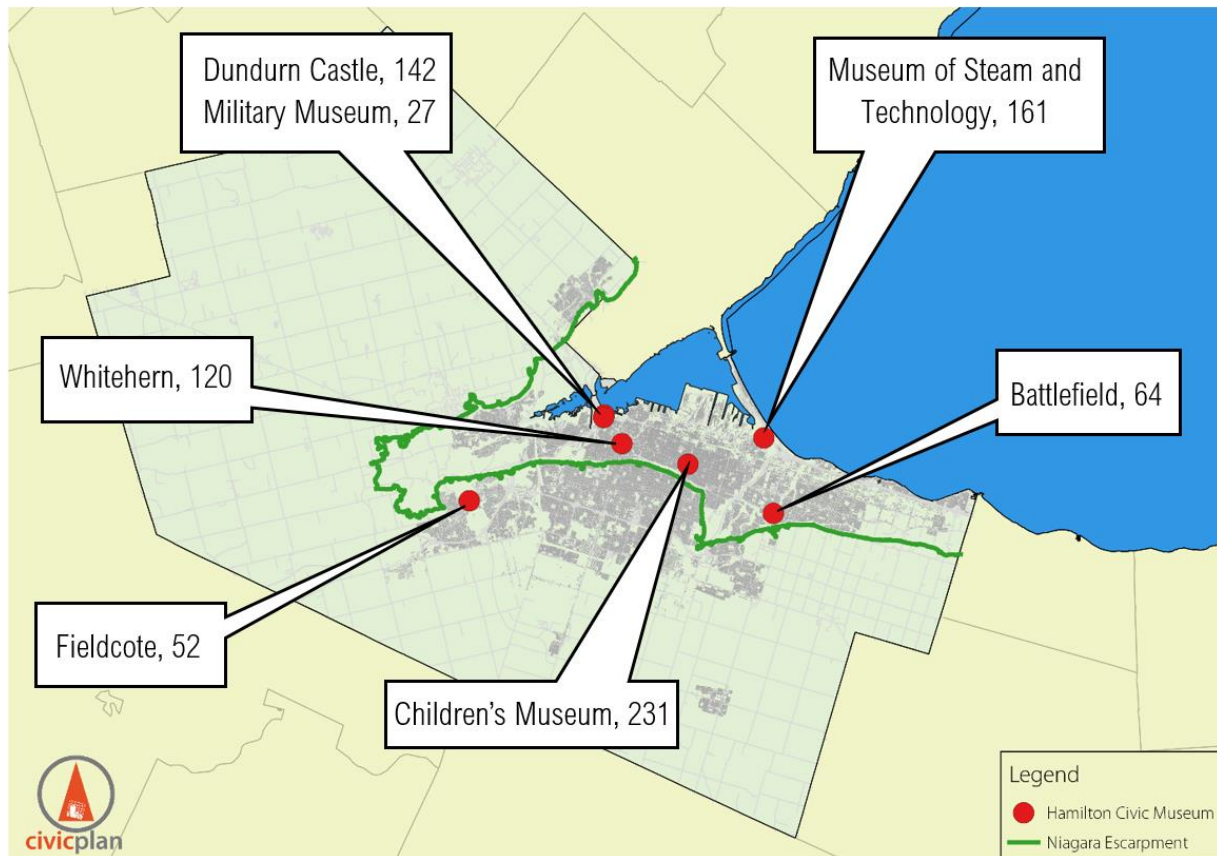 Dundurn Castle, 142
Military Museum, 27
Museum of Steam and
Technology, 161
Whitehern, 120
Battlefield, 64
Fieldcote, 52
Children's Museum, 231
civicplan
Legend
Hamilton Civic Museum
Niagara Escarpment